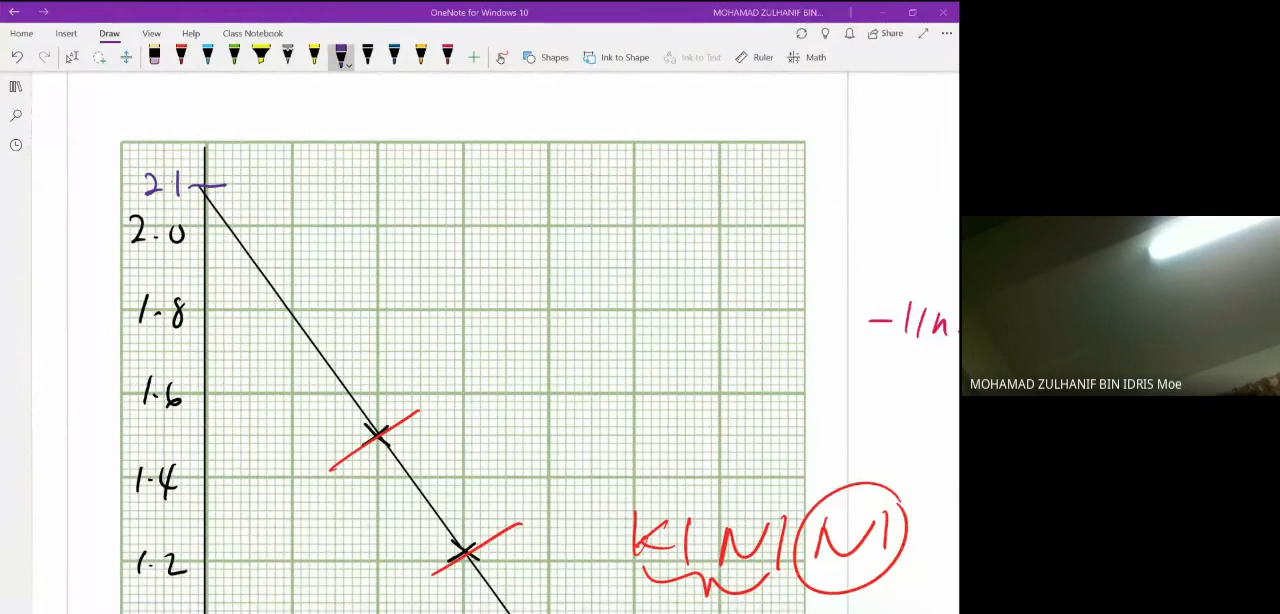 OneNote for Windows 10
MOHAMAD ZULHANIF BIN...
Home Insert Draw View Help Class Notebook
Share
Shapes Ink to Shape Ink to Text Ruler Math
2.1
2.0
1.8
1.6
1.4
1.2
K1 N1 N1
MOHAMAD ZULHANIF BIN IDRIS Moe